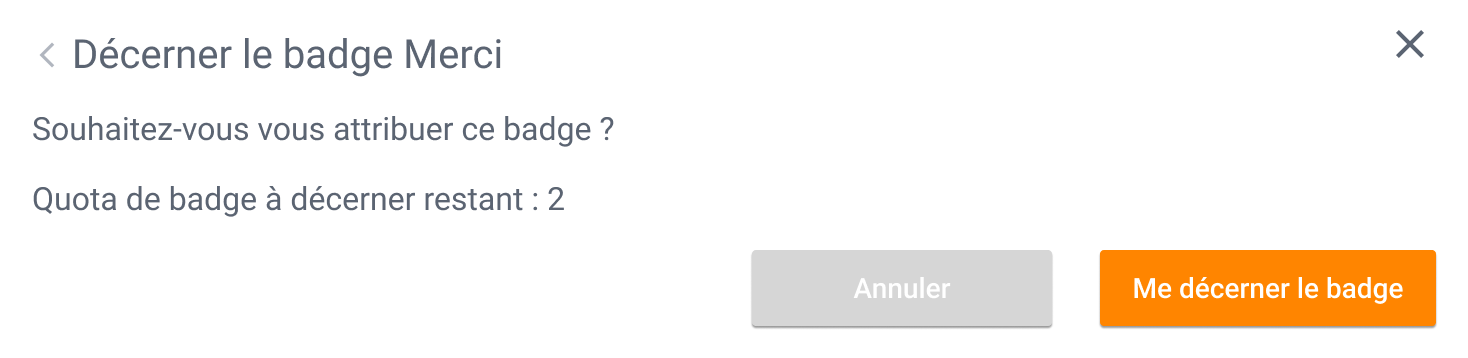 Décerner le badge Merci
Souhaitez-vous vous attribuer ce badge ?
Quota de badge à décerner restant : 2
Annuler
Me décerner le badge